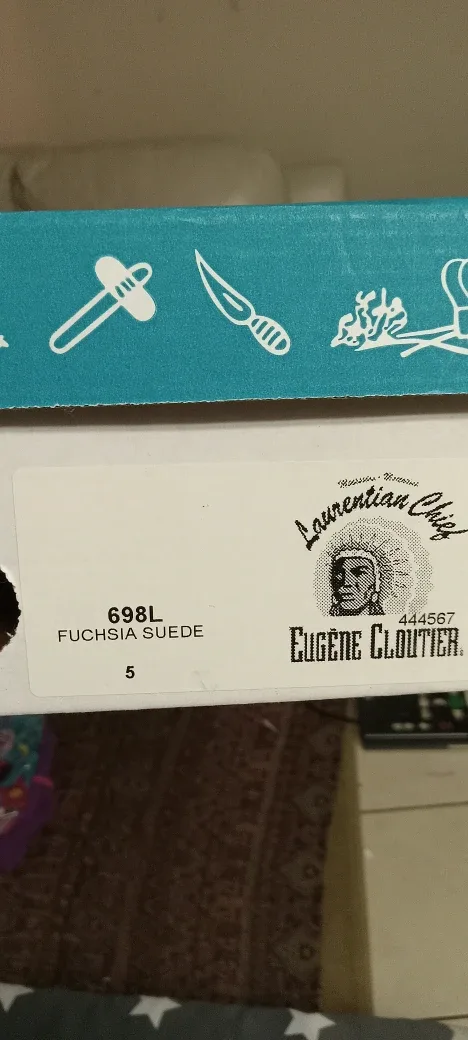 Laurentian Chief
698L
FUCHSIA SUEDE
444567
EUGÈNE CLOUTIER
5